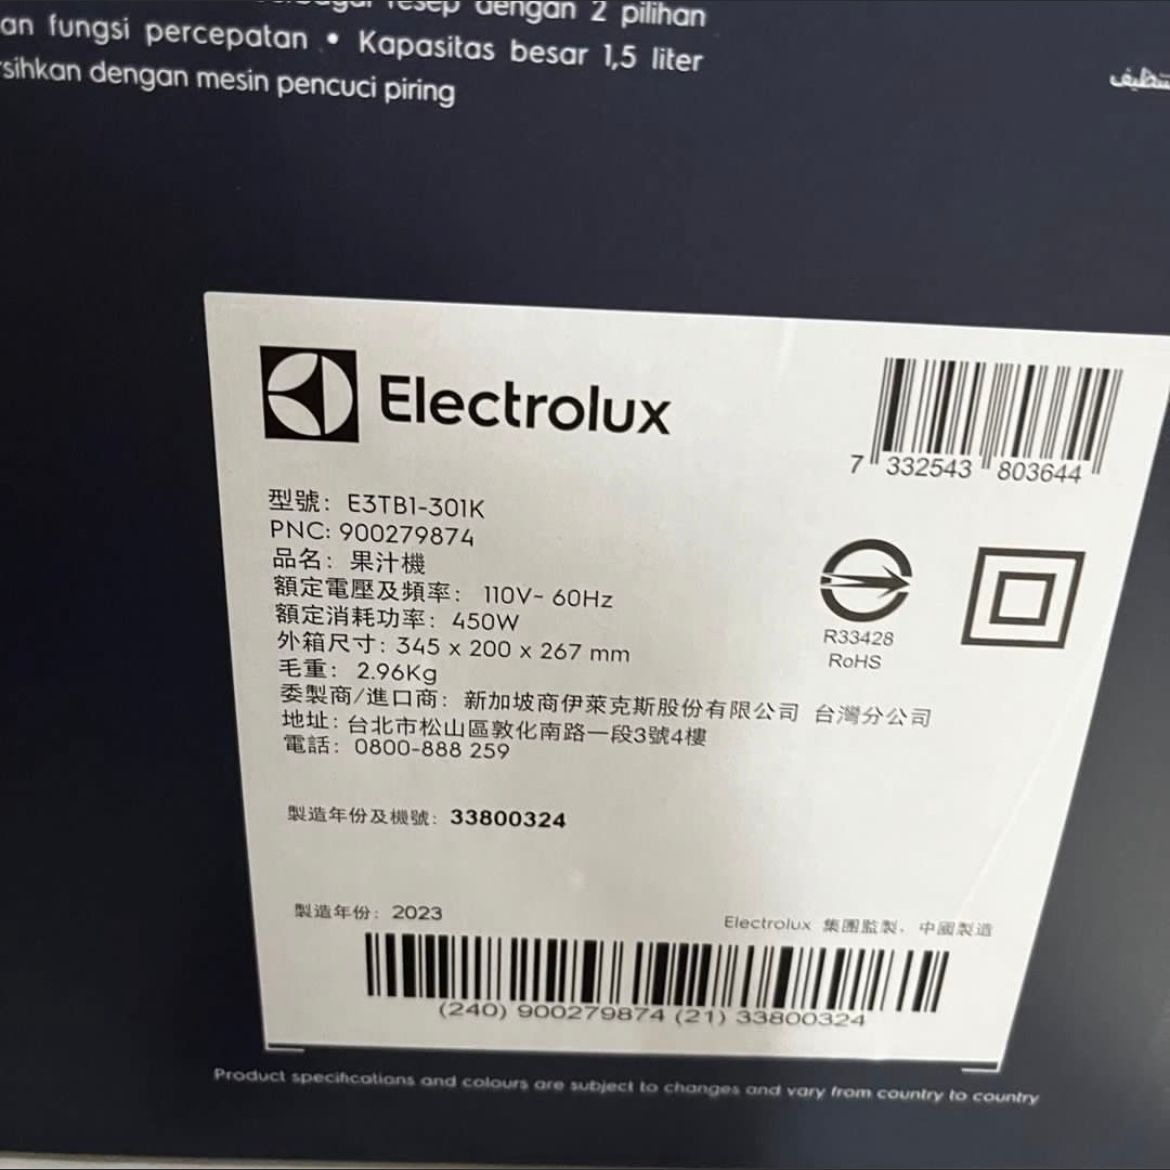 resep dengan 2 pilihan
an fungsi percepatan • Kapasitas besar 1,5 liter
rsihkan dengan mesin pencuci piring
Electrolux
7 332543 803644
型號: E3TB1-301K
PNC: 900279874
品名: 果汁機
額定電壓及頻率: 110V~ 60Hz
額定消耗功率: 450W
外箱尺寸: 345 x 200 x 267 mm
毛重: 2.96Kg
委製商/進口商: 新加坡商伊萊克斯股份有限公司 台灣分公司
地址: 台北市松山區敦化南路一段3號4樓
電話: 0800-888 259
R33428
RoHS
製造年份及機號: 33800324
製造年份: 2023
Electrolux 集團監製，中國製造
(240) 900279874 (21) 33800324
Product specifications and colours are subject to changes and vary from country to country